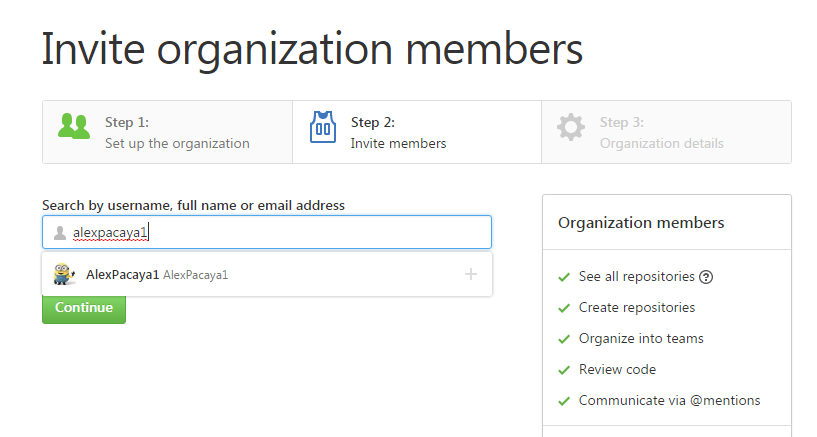 Invite organization members
Step 1:
Set up the organization
Step 2:
Invite members
Step 3:
Organization details
Search by username, full name or email address
alexpacaya1
AlexPacaya1 AlexPacaya1
Continue
Organization members
See all repositories
Create repositories
Organize into teams
Review code
Communicate via @mentions